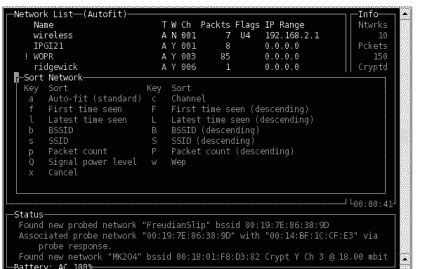 Network List—(Autofit)
Info
Name T W Ch Packts Flags IP Range
Ntwrks
wireless A N 001 7 U4 192.168.2.1
10
IPGI21 A Y 001 8 0.0.0.0
Pckets
! WOPR A Y 003 85 0.0.0.0
150
ridgewick A Y 006 1 0.0.0.0
Cryptd
Sort Network
Key Sort Key Sort
a Auto-fit (standard) c Channel
f First time seen F First time seen (descending)
l Latest time seen L Latest time seen (descending)
b BSSID B BSSID (descending)
s SSID S SSID (descending)
p Packet count P Packet count (descending)
Q Signal power level w Wep
x Cancel
00:00:41
Status
Found new probed network "FreudianSlip" bssid 00:19:7E:86:38:9D
Associated probe network "00:19:7E:86:38:9D" with "00:14:BF:1C:CF:E3" via
probe response.
Found new network "MK204" bssid 00:18:01:F8:D3:82 Crypt Y Ch 3 @ 18.00 mbit
Battery: AC 100%